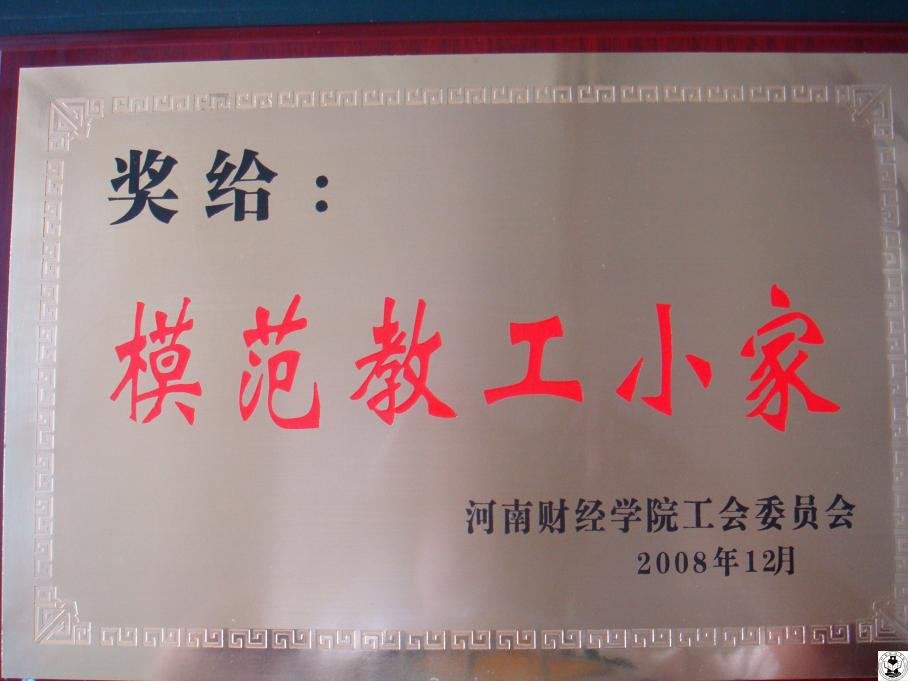 奖给：
模范教工小家
河南财经学院工会委员会
2008年12月